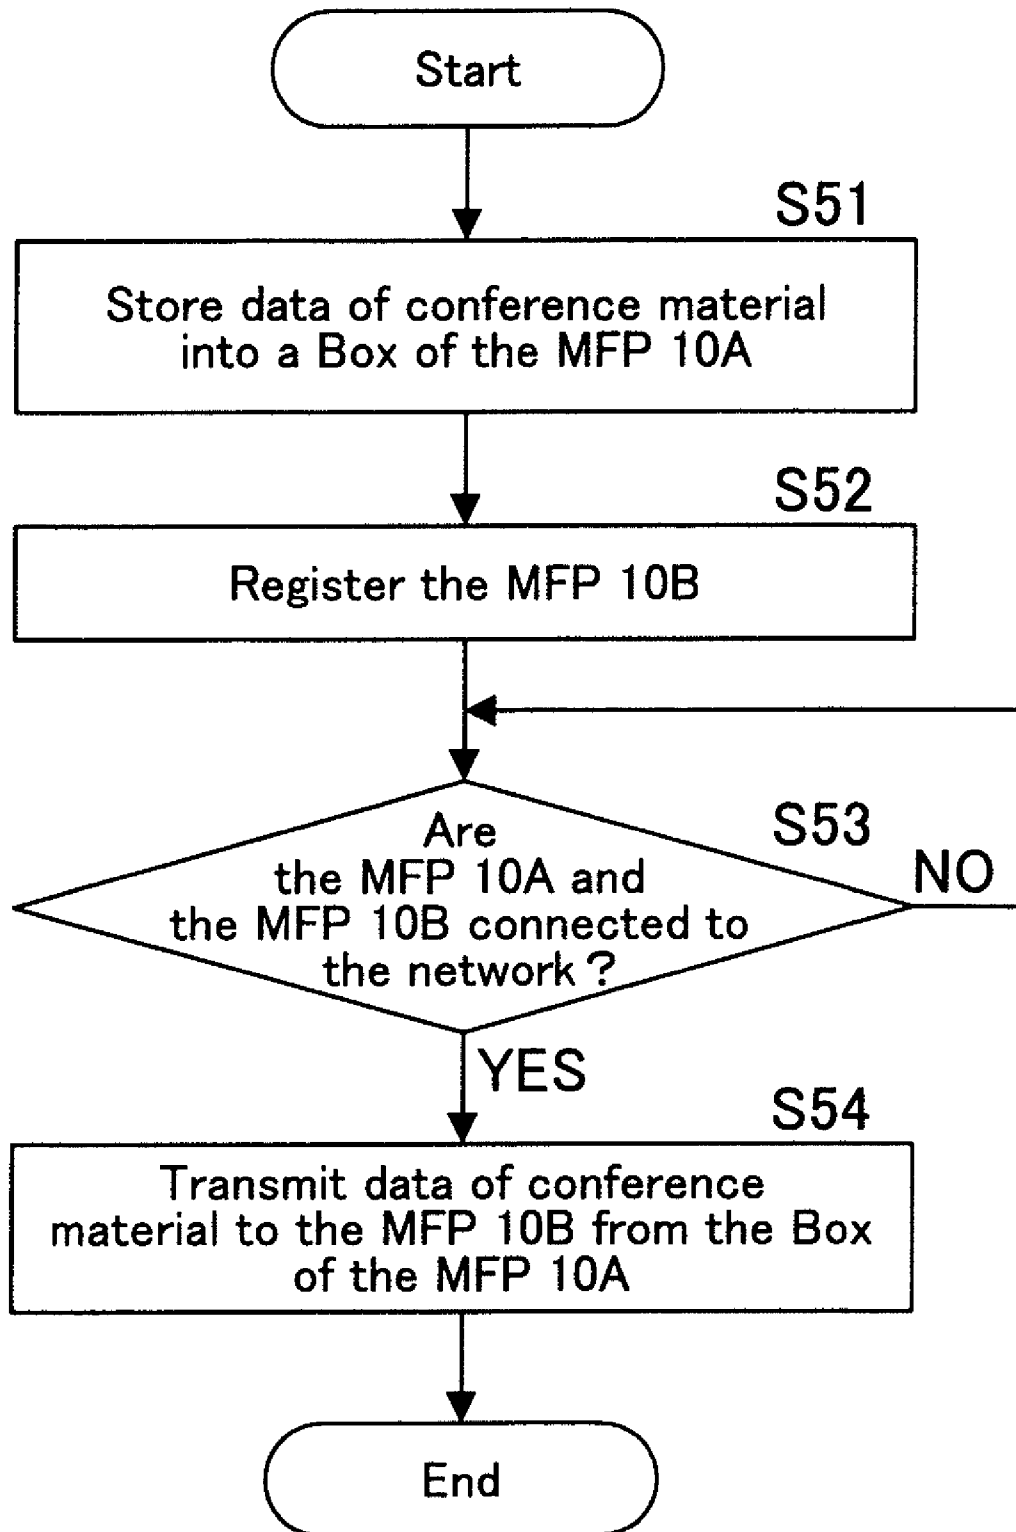 Start
S51
Store data of conference material
into a Box of the MFP 10A
S52
Register the MFP 10B
Are
the MFP 10A and
the MFP 10B connected to
the network?
S53
NO
YES
S54
Transmit data of conference
material to the MFP 10B from the Box
of the MFP 10A
End